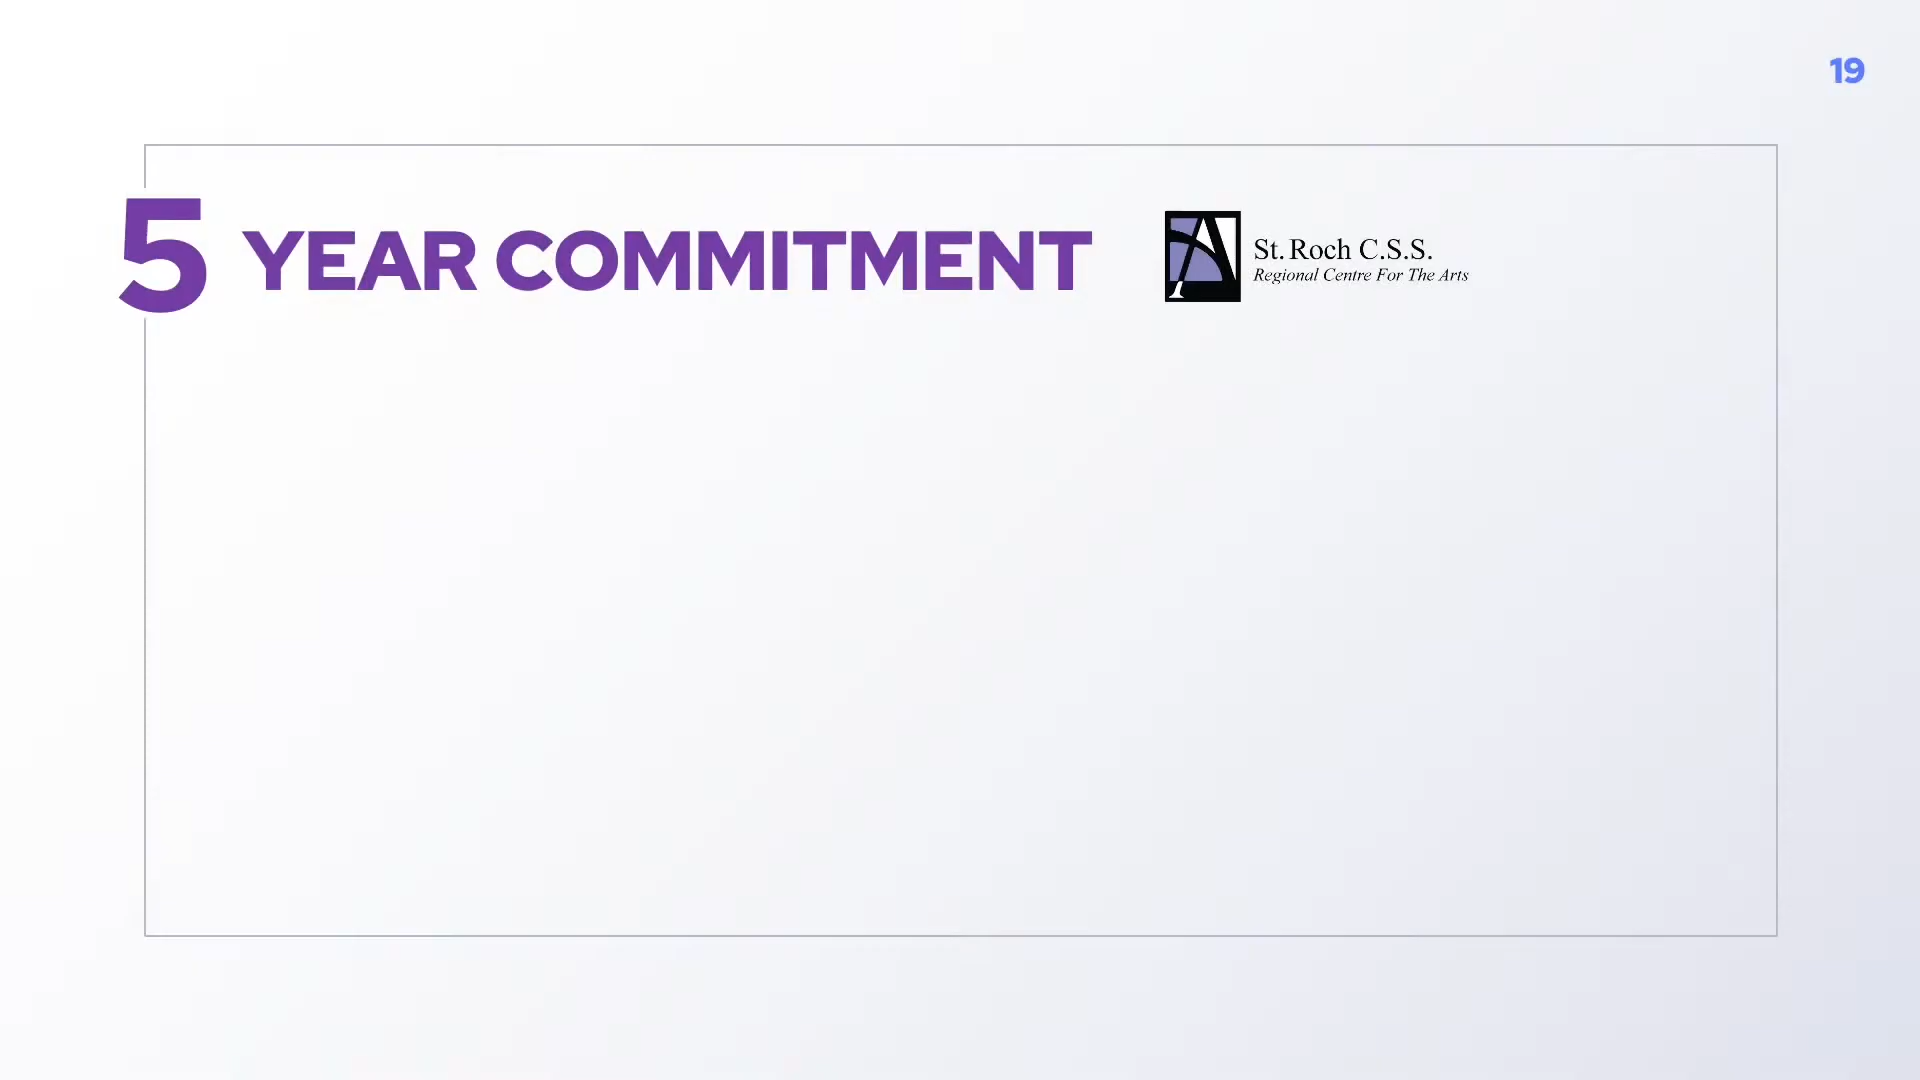 19
5 YEAR COMMITMENT
St. Roch C.S.S.
Regional Centre For The Arts